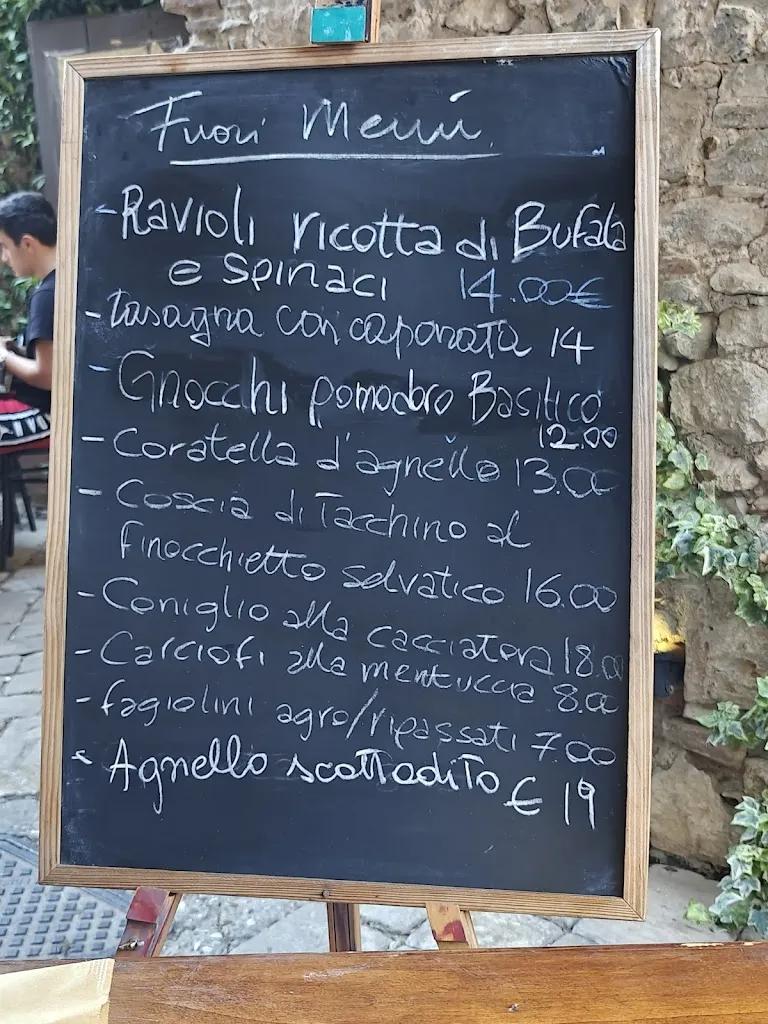 Fuori Menù
- Ravioli ricotta di Bufala
e spinaci 14.00€
- Lasagna con caponata 14
- Gnocchi pomodoro Basilico
12.00
- Coratella d'agnello 13.00
- Coscia di Tacchino al
finocchietto selvatico 16.00
- Coniglio alla cacciatora 18.00
- Carciofi alla mentuccia 8.00
- fagiolini agro/ripassati 7.00
- Agnello scottadito € 19